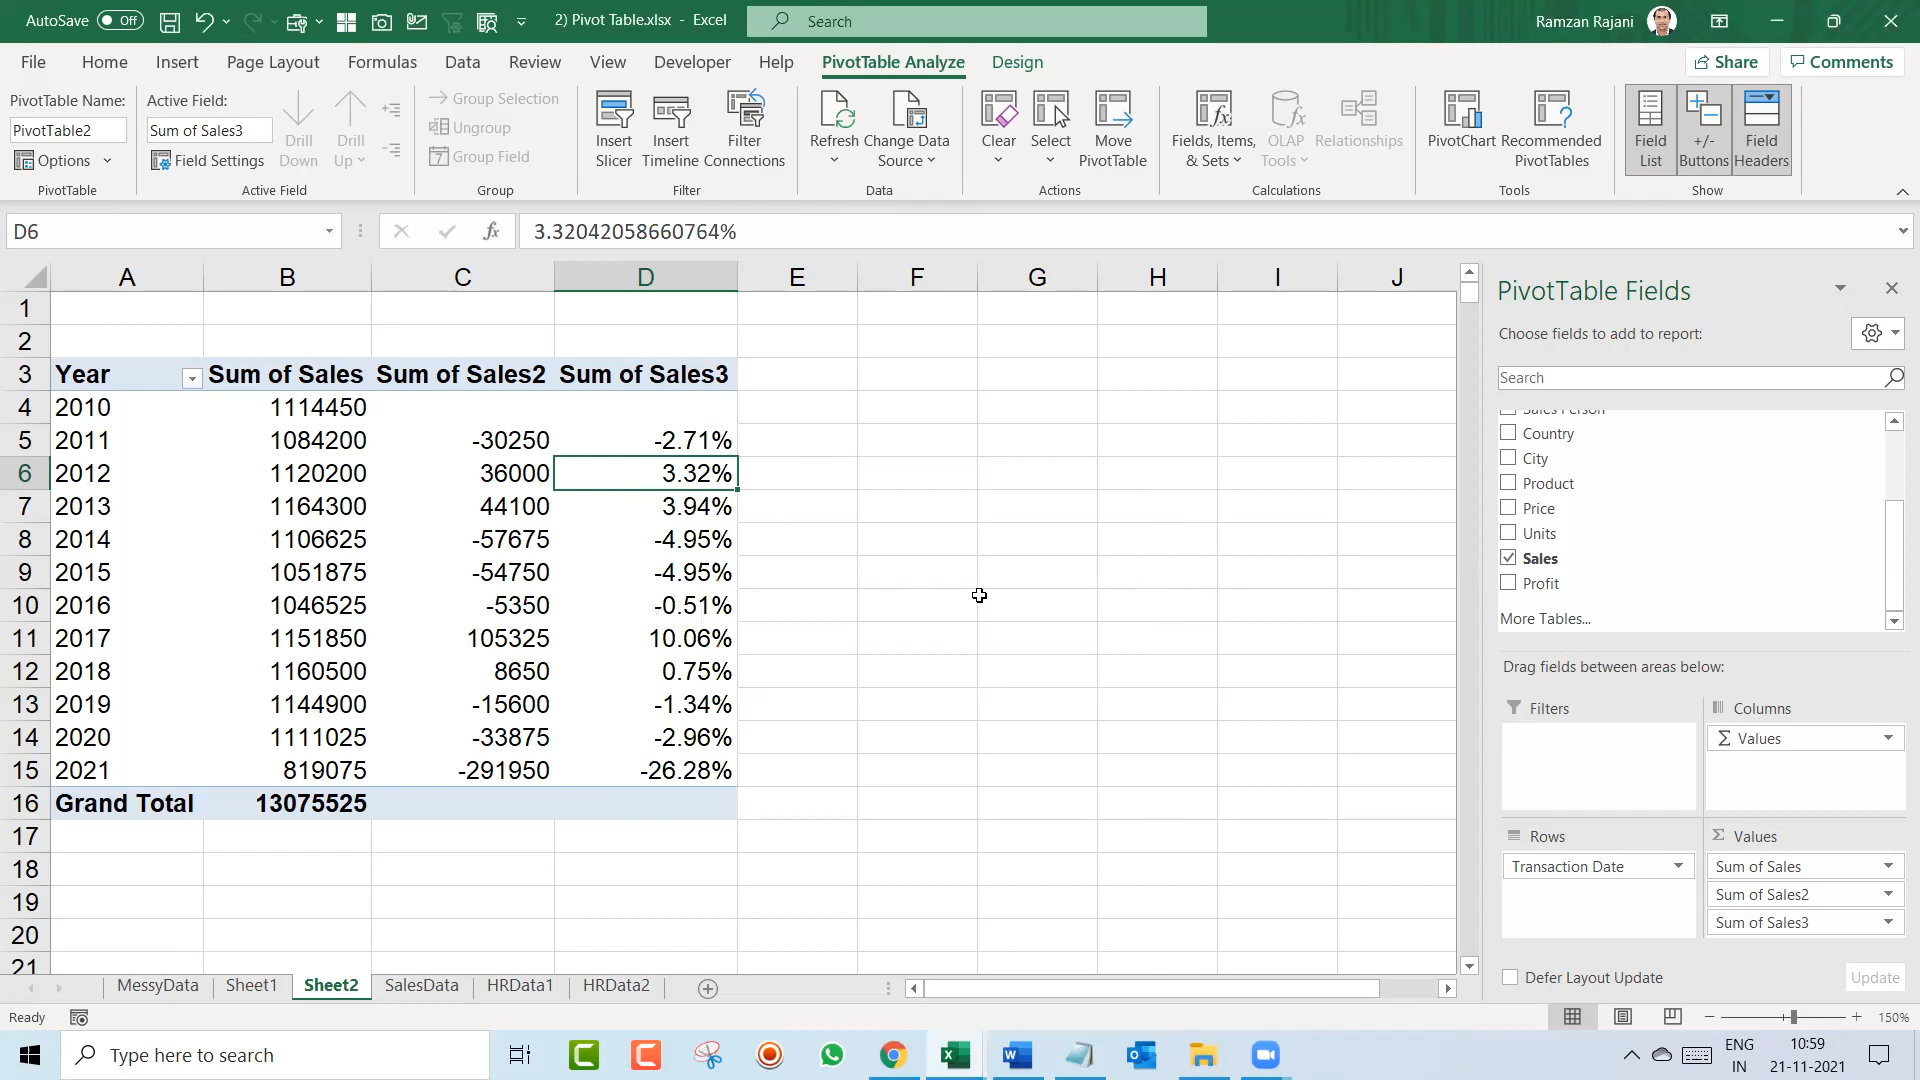 AutoSave Off 2) Pivot Table.xlsx - Excel Search Ramzan Rajani
File Home Insert Page Layout Formulas Data Review View Developer Help PivotTable Analyze Design Share Comments
PivotTable Name:
PivotTable2
Options
PivotTable
Active Field:
Sum of Sales3
Field Settings
Drill Down
Drill Up
Active Field
Group Selection
Ungroup
Group Field
Group
Insert Slicer
Insert Timeline
Filter Connections
Filter
Refresh
Change Data Source
Data
Clear
Select
Move PivotTable
Actions
Fields, Items, & Sets
OLAP Tools
Relationships
Calculations
PivotChart
Recommended PivotTables
Tools
Field List
+/- Buttons
Field Headers
Show
D6 fx 3.32042058660764%
A B C D E F G H I J
1
2
3 Year Sum of Sales Sum of Sales2 Sum of Sales3
4 2010 1114450
5 2011 1084200 -30250 -2.71%
6 2012 1120200 36000 3.32%
7 2013 1164300 44100 3.94%
8 2014 1106625 -57675 -4.95%
9 2015 1051875 -54750 -4.95%
10 2016 1046525 -5350 -0.51%
11 2017 1151850 105325 10.06%
12 2018 1160500 8650 0.75%
13 2019 1144900 -15600 -1.34%
14 2020 1111025 -33875 -2.96%
15 2021 819075 -291950 -26.28%
16 Grand Total 13075525
17
18
19
20
21
PivotTable Fields
Choose fields to add to report:
Search
Sales Person
Country
City
Product
Price
Units
Sales
Profit
More Tables...
Drag fields between areas below:
Filters
Columns
Σ Values
Rows
Transaction Date
Σ Values
Sum of Sales
Sum of Sales2
Sum of Sales3
Defer Layout Update Update
MessyData Sheet1 Sheet2 SalesData HRData1 HRData2
Ready 150%
Type here to search
ENG
IN
10:59
21-11-2021